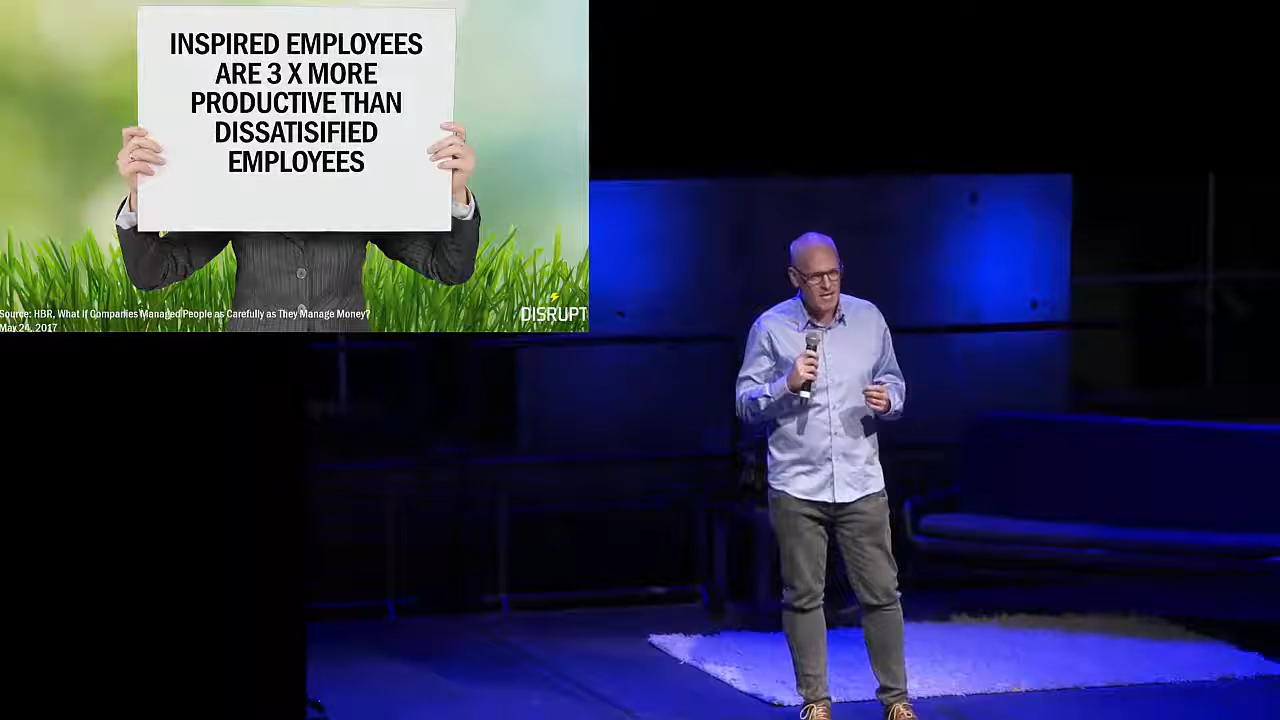 INSPIRED EMPLOYEES
ARE 3 X MORE
PRODUCTIVE THAN
DISSATISIFIED
EMPLOYEES
Source: HBR, What If Companies Managed People as Carefully as They Manage Money?
May 24, 2017
DISRUPT